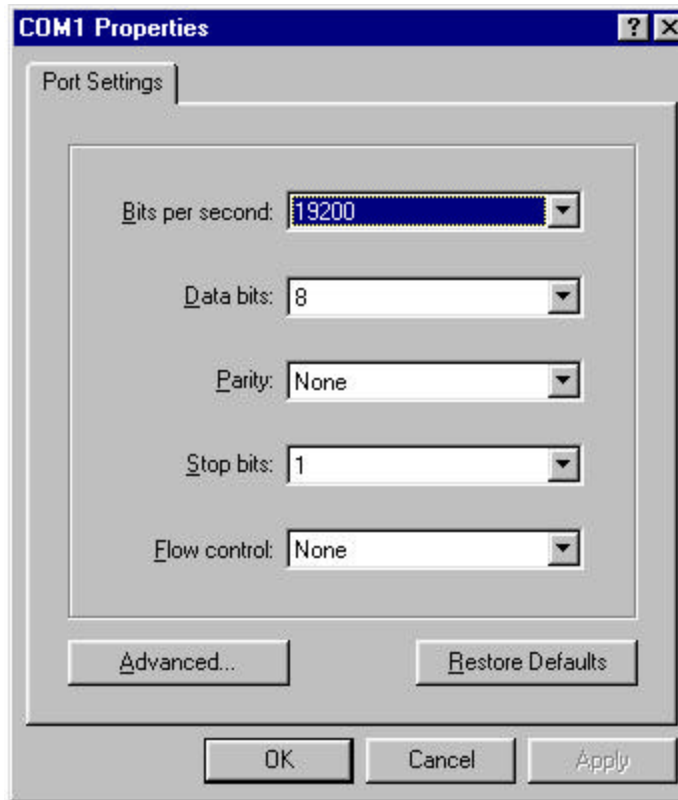 COM1 Properties
Port Settings
Bits per second: 19200
Data bits: 8
Parity: None
Stop bits: 1
Flow control: None
Advanced... Restore Defaults
OK Cancel Apply